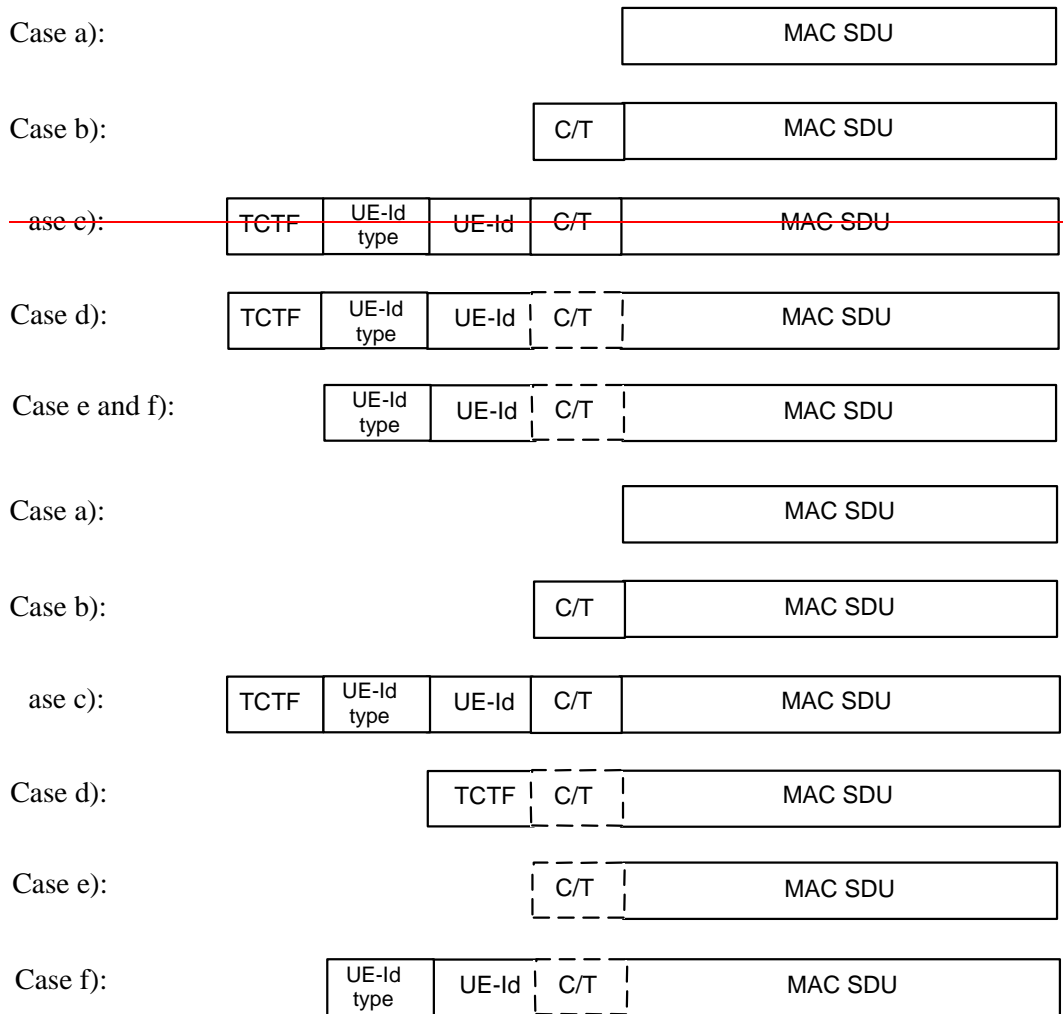 Case a): MAC SDU
Case b): C/T MAC SDU
ase c): TCTF UE-Id type UE-Id C/T MAC SDU
Case d): TCTF UE-Id type UE-Id C/T MAC SDU
Case e and f): UE-Id type UE-Id C/T MAC SDU
Case a): MAC SDU
Case b): C/T MAC SDU
ase c): TCTF UE-Id type UE-Id C/T MAC SDU
Case d): TCTF C/T MAC SDU
Case e): C/T MAC SDU
Case f): UE-Id type UE-Id C/T MAC SDU